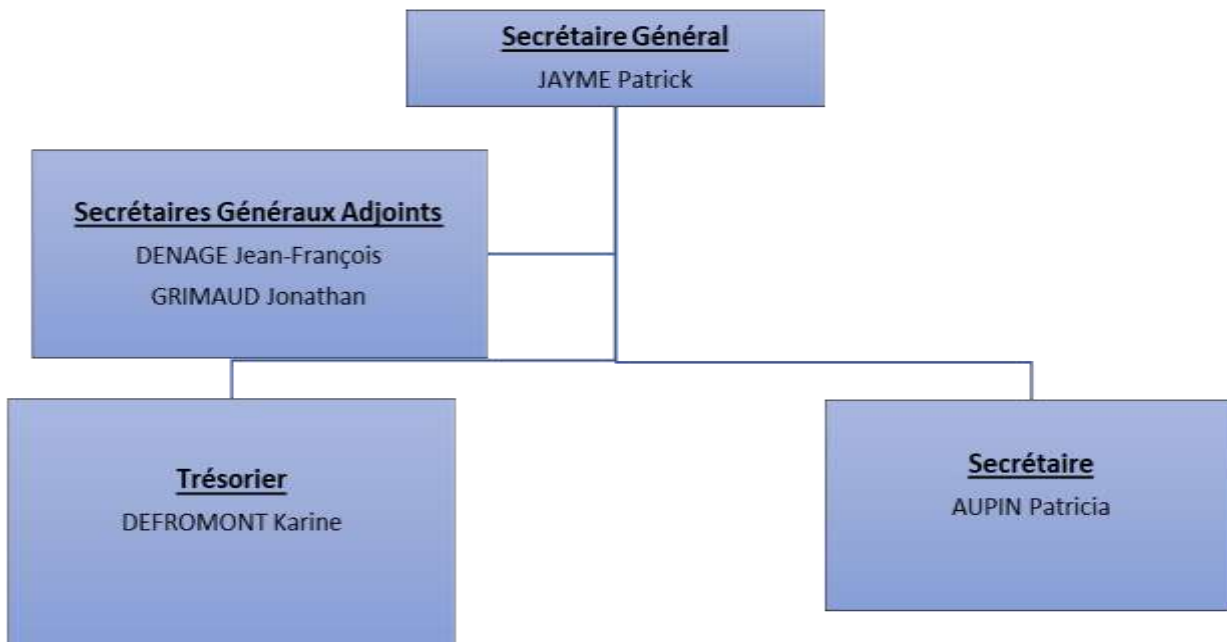 Secrétaire Général
JAYME Patrick
Secrétaires Généraux Adjoints
DENAGE Jean-François
GRIMAUD Jonathan
Trésorier
DEFROMONT Karine
Secrétaire
AUPIN Patricia